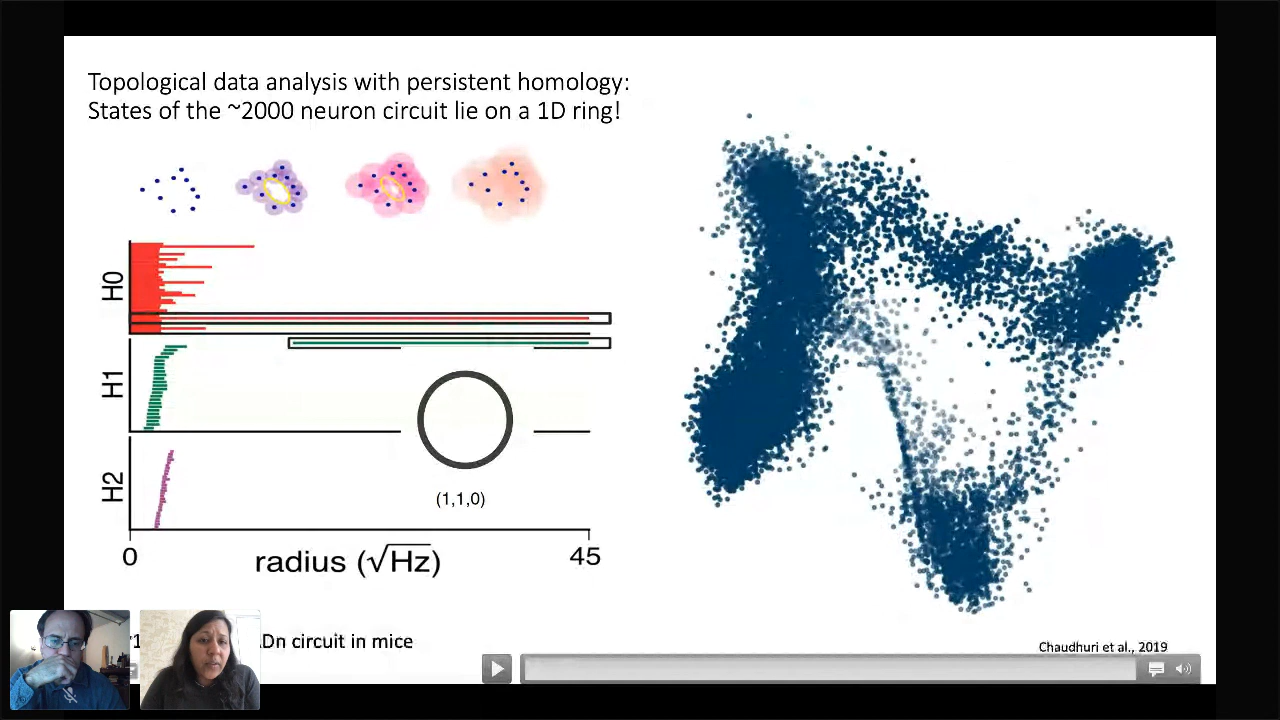 Topological data analysis with persistent homology:
States of the ~2000 neuron circuit lie on a 1D ring!
H0
H1
(1,1,0)
H2
0
45
radius (√Hz)
circuit in mice
Chaudhuri et al., 2019